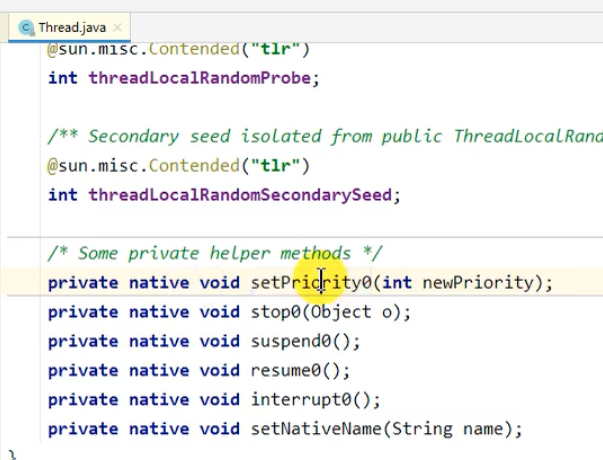 Thread.java
@sun.misc.Contended("tlr")
int threadLocalRandomProbe;
/** Secondary seed isolated from public ThreadLocalRand
@sun.misc.Contended("tlr")
int threadLocalRandomSecondarySeed;
/* Some private helper methods */
private native void setPriority0(int newPriority);
private native void stop0(Object o);
private native void suspend0();
private native void resume0();
private native void interrupt0();
private native void setNativeName(String name);
}